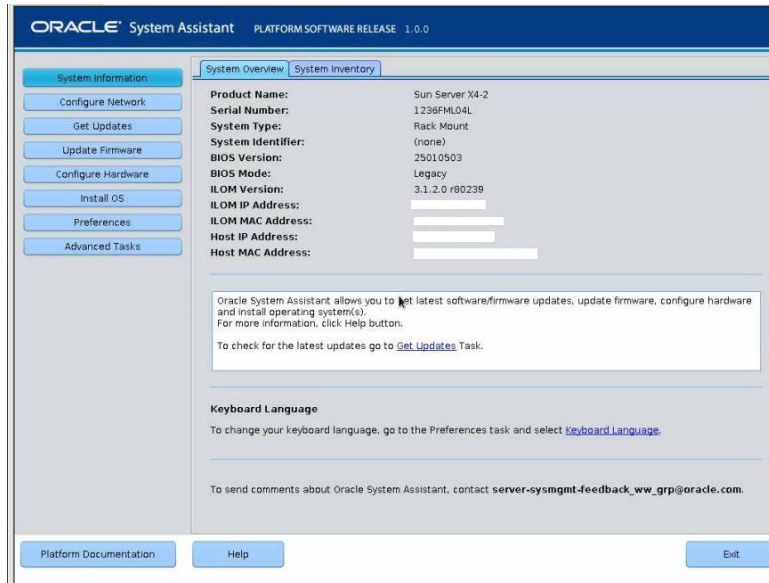 ORACLE System Assistant PLATFORM SOFTWARE RELEASE 1.0.0
System Information
Configure Network
Get Updates
Update Firmware
Configure Hardware
Install OS
Preferences
Advanced Tasks
System Overview System Inventory
Product Name: Sun Server X4-2
Serial Number: 1236FML04L
System Type: Rack Mount
System Identifier: (none)
BIOS Version: 25010503
BIOS Mode: Legacy
ILOM Version: 3.1.2.0 r80239
ILOM IP Address:
ILOM MAC Address:
Host IP Address:
Host MAC Address:
Oracle System Assistant allows you to get latest software/firmware updates, update firmware, configure hardware
and install operating system(s).
For more information, click Help button.
To check for the latest updates go to Get Updates Task.
Keyboard Language
To change your keyboard language, go to the Preferences task and select Keyboard Language.
To send comments about Oracle System Assistant, contact server-sysmgmt-feedback_ww_grp@oracle.com.
Platform Documentation Help Exit